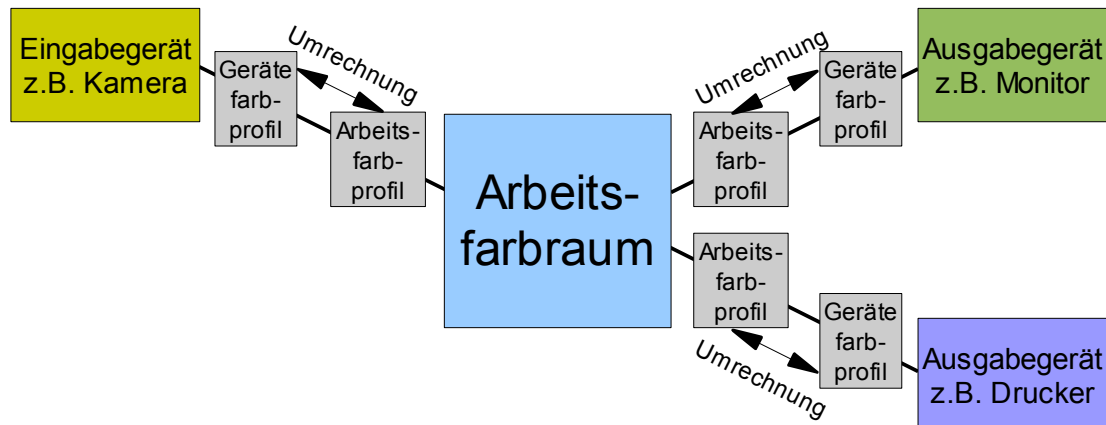 Eingabegerät
z.B. Kamera
Geräte
farb-
profil
Umrechnung
Arbeits-
farb-
profil
Arbeits-
farbraum
Umrechnung
Arbeits-
farb-
profil
Geräte
farb-
profil
Ausgabegerät
z.B. Monitor
Arbeits-
farb-
profil
Umrechnung
Geräte
farb-
profil
Ausgabegerät
z.B. Drucker